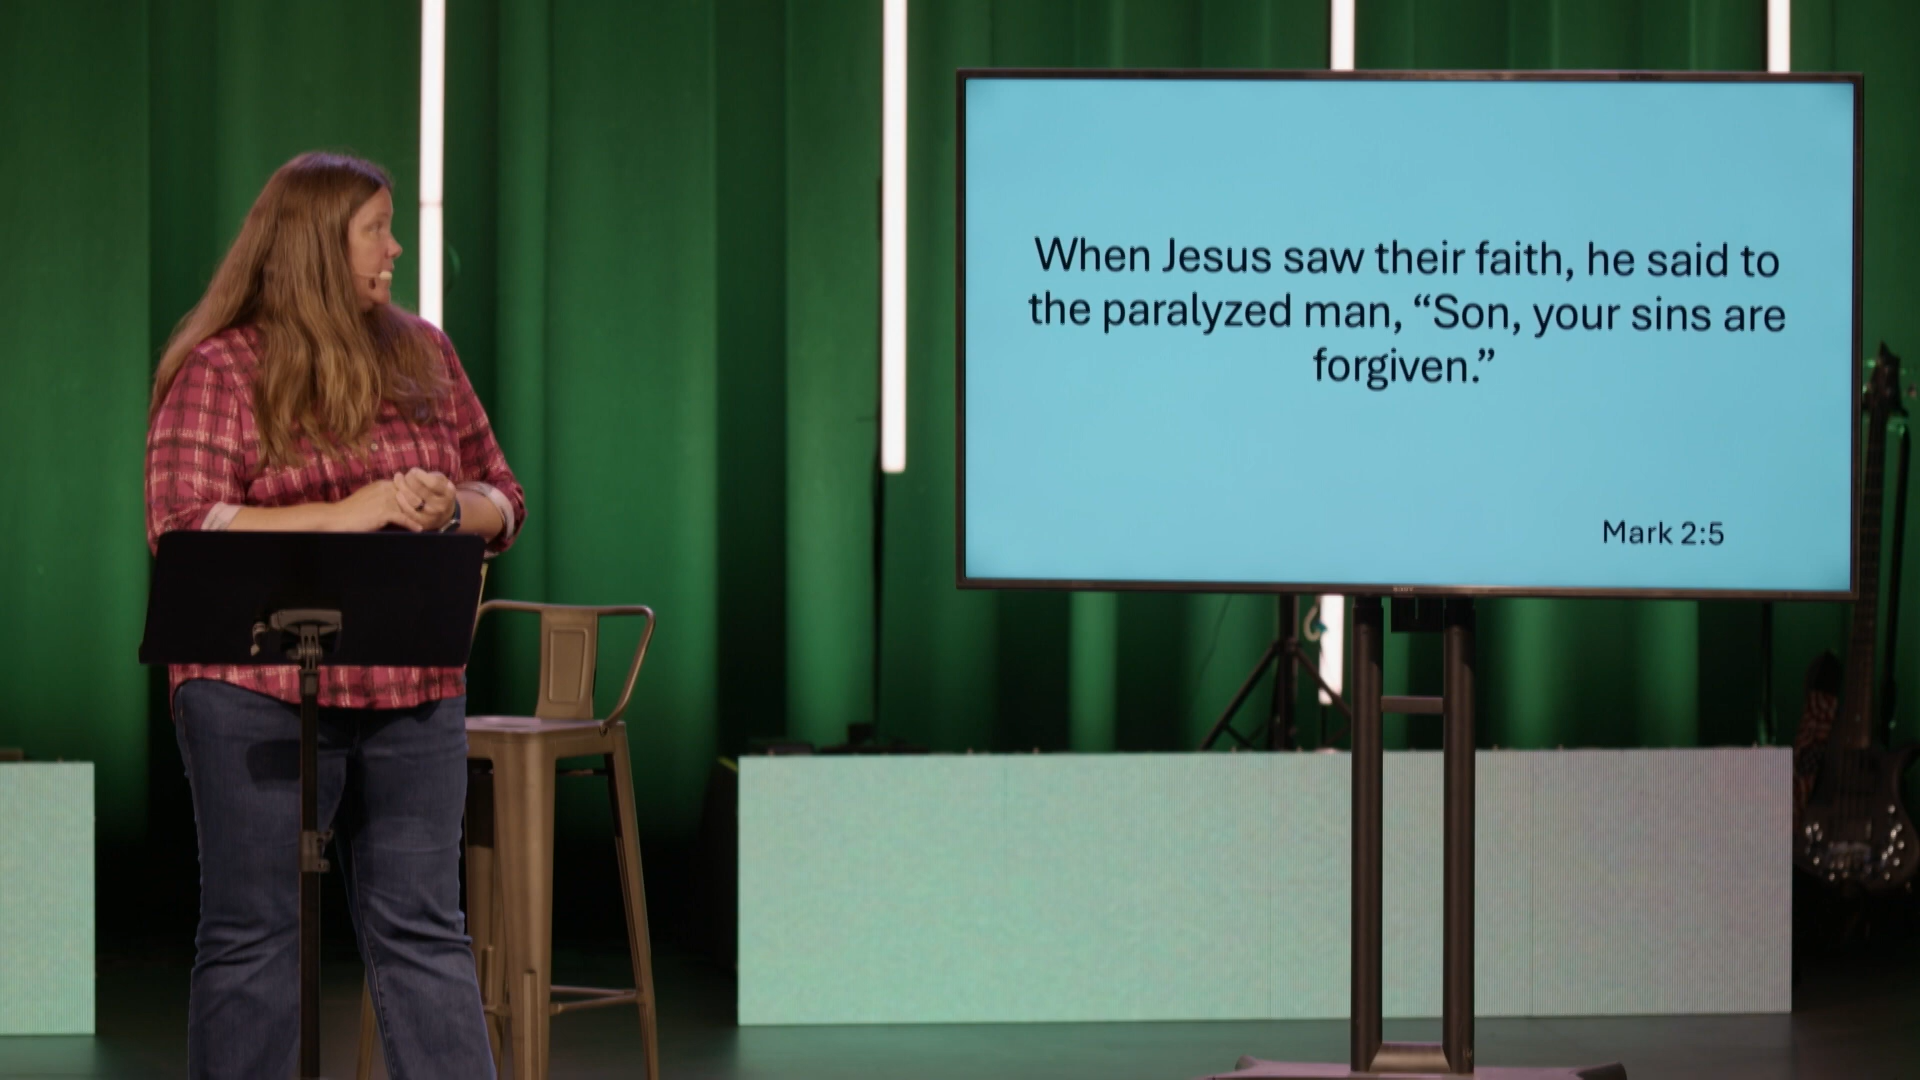 When Jesus saw their faith, he said to
the paralyzed man, “Son, your sins are
forgiven.”
Mark 2:5